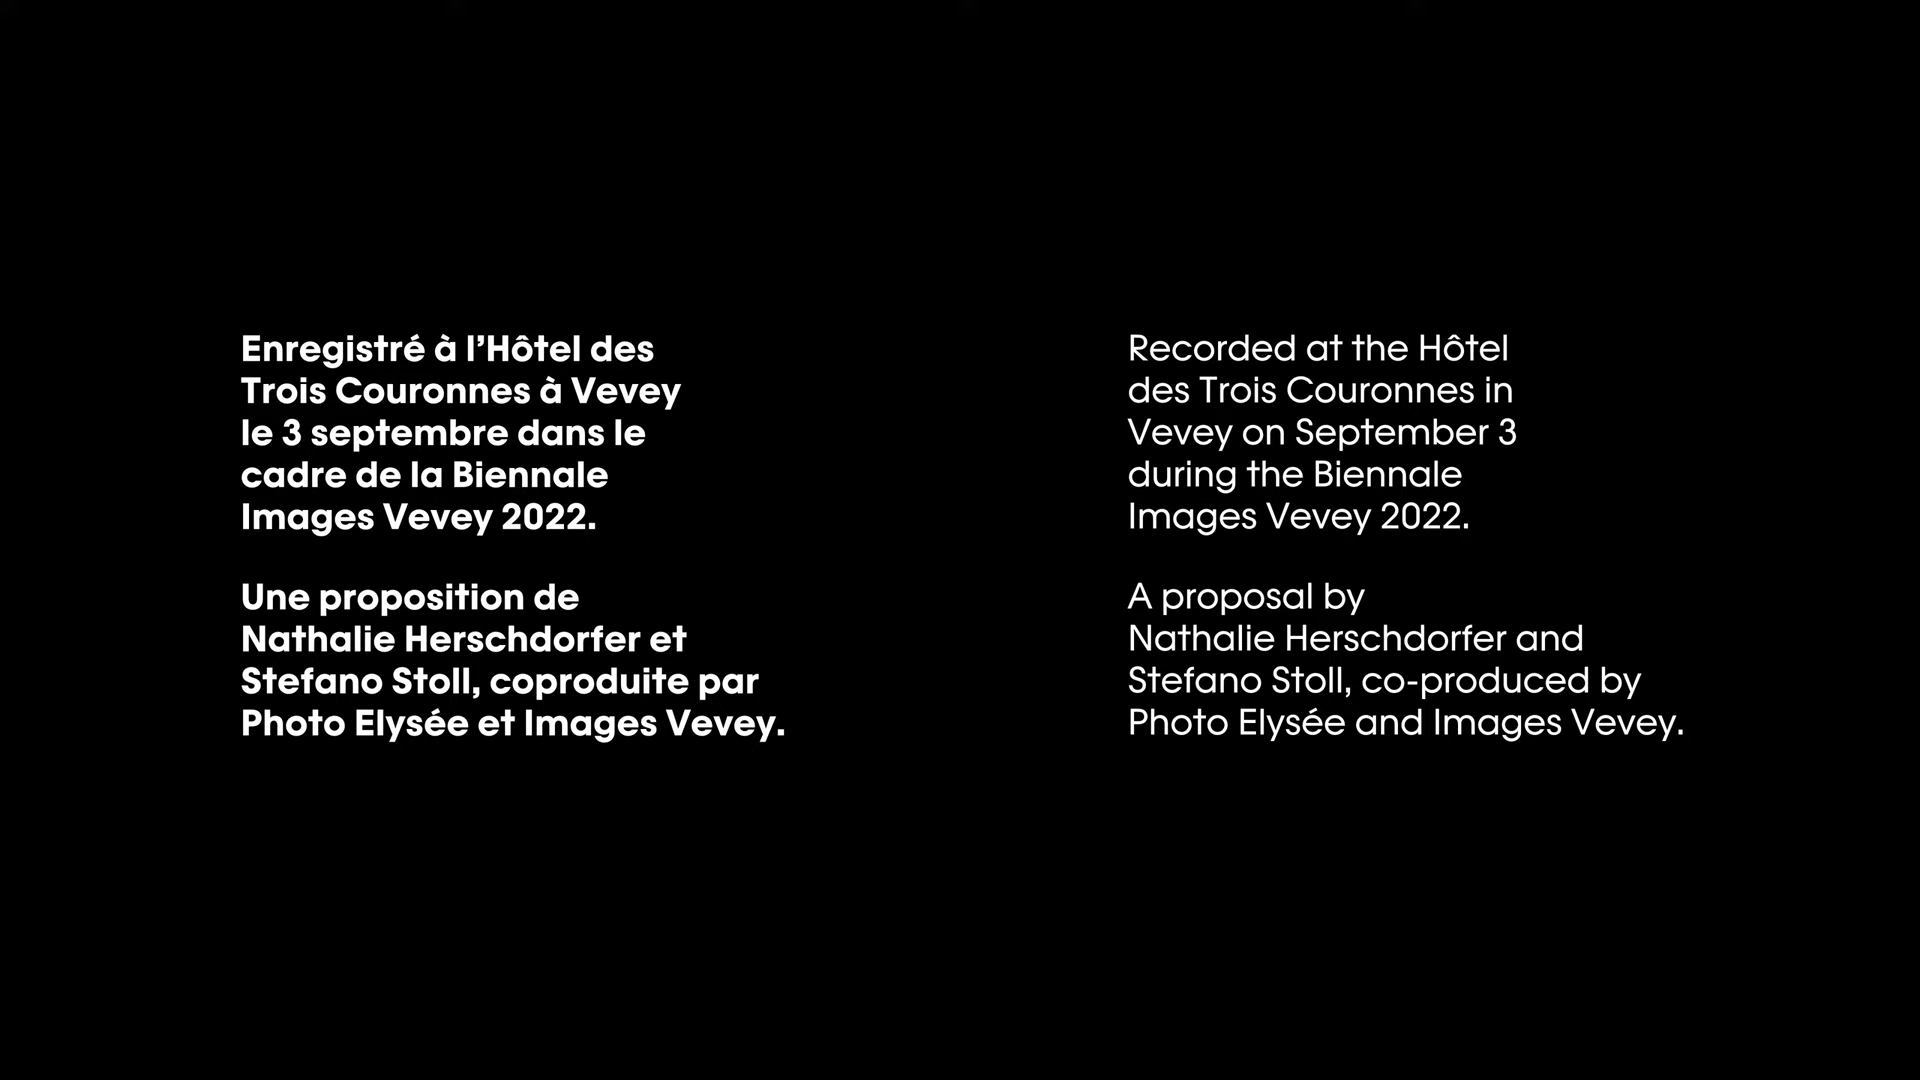 Enregistré à l’Hôtel des
Trois Couronnes à Vevey
le 3 septembre dans le
cadre de la Biennale
Images Vevey 2022.
Une proposition de
Nathalie Herschdorfer et
Stefano Stoll, coproduite par
Photo Elysée et Images Vevey.
Recorded at the Hôtel
des Trois Couronnes in
Vevey on September 3
during the Biennale
Images Vevey 2022.
A proposal by
Nathalie Herschdorfer and
Stefano Stoll, co-produced by
Photo Elysée and Images Vevey.